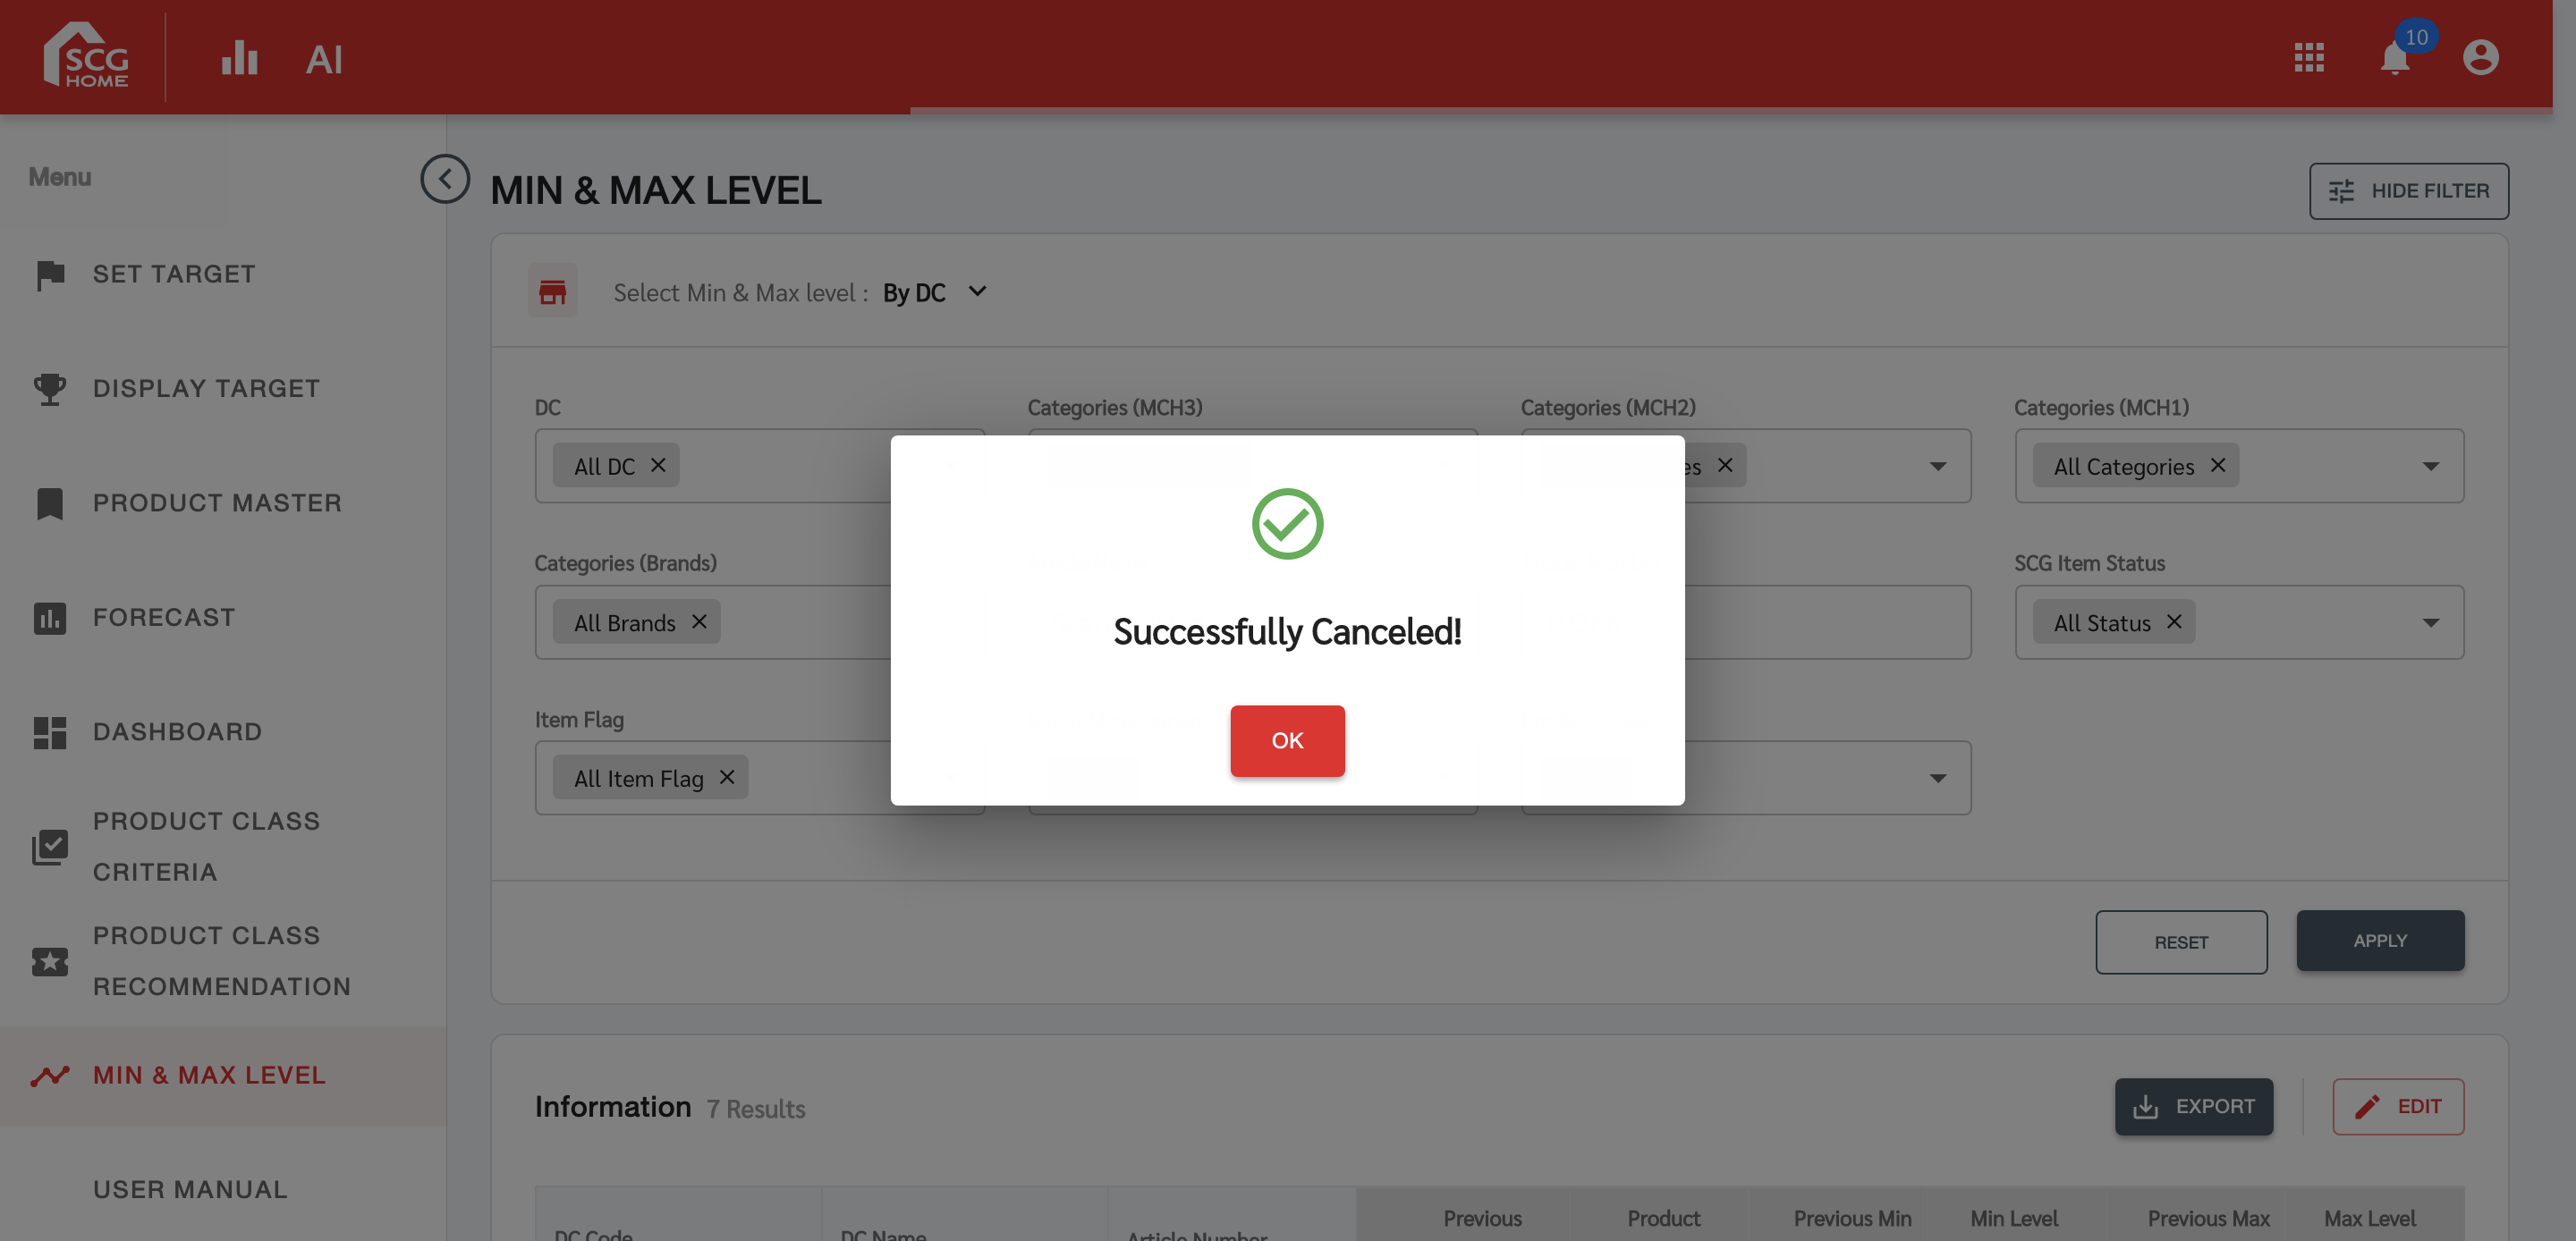 SCG
HOME
AI
10
Menu
MIN & MAX LEVEL
HIDE FILTER
SET TARGET
Select Min & Max level : By DC
DISPLAY TARGET
DC
Categories (MCH3)
Categories (MCH2)
Categories (MCH1)
All DC
es
All Categories
PRODUCT MASTER
Categories (Brands)
SCG Item Status
FORECAST
All Brands
All Status
Successfully Canceled!
OK
DASHBOARD
Item Flag
All Item Flag
PRODUCT CLASS
CRITERIA
PRODUCT CLASS
RECOMMENDATION
RESET
APPLY
MIN & MAX LEVEL
Information 7 Results
EXPORT
EDIT
USER MANUAL
DC Code
DC Name
Article Number
Previous
Product
Previous Min
Min Level
Previous Max
Max Level